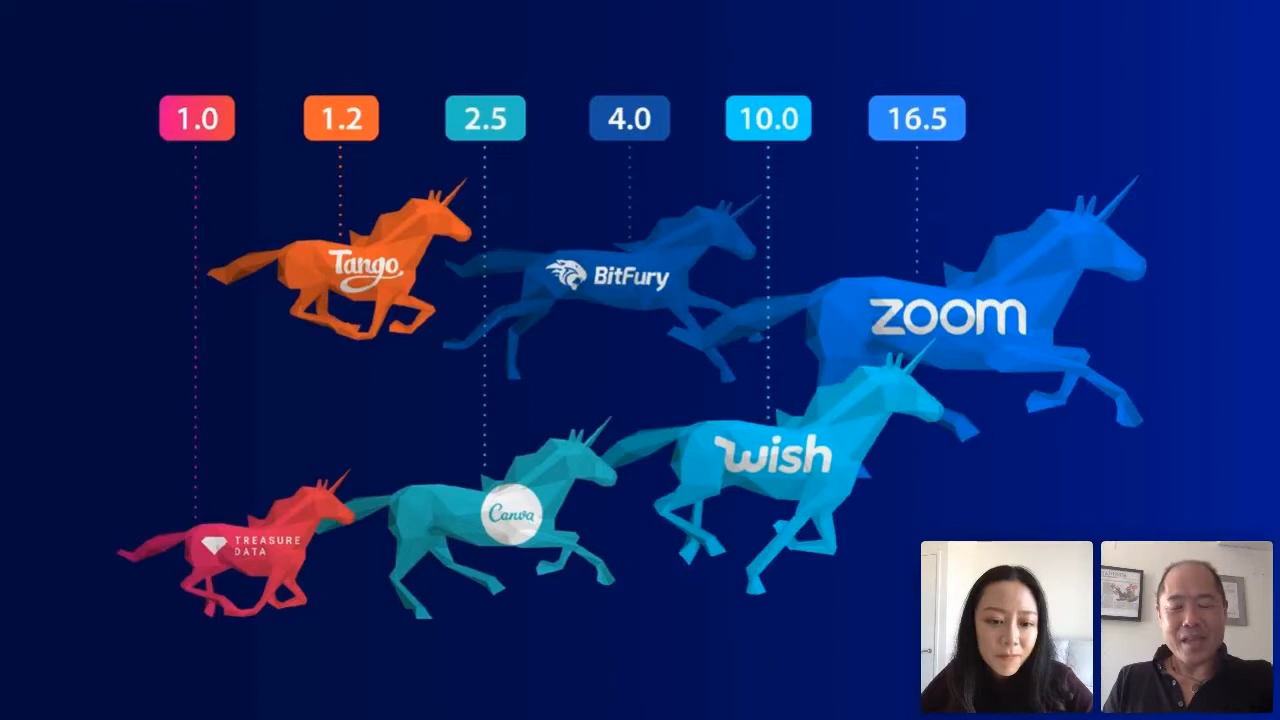 1.0
1.2
2.5
4.0
10.0
16.5
Tango
BitFury
zoom
wish
Canva
TREASURE
DATA